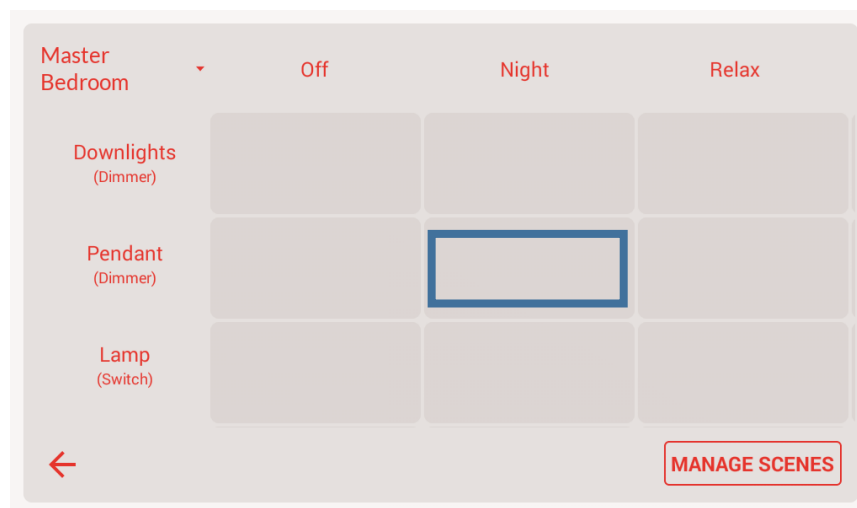 Master
Bedroom
Off
Night
Relax
Downlights
(Dimmer)
Pendant
(Dimmer)
Lamp
(Switch)
MANAGE SCENES